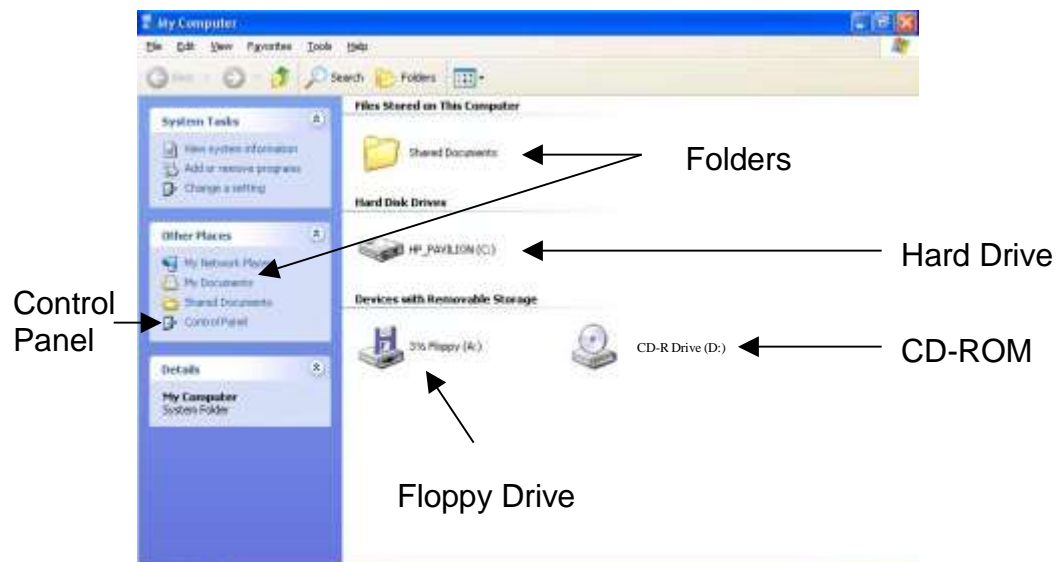 My Computer
File Edit View Favorites Tools Help
Back Search Folders
System Tasks
View system information
Add or remove programs
Change a setting
Other Places
My Network Places
My Documents
Shared Documents
Control Panel
Details
My Computer
System Folder
Files Stored on This Computer
Shared Documents
Hard Disk Drives
HP_PAVILION (C:)
Devices with Removable Storage
3½ Floppy (A:)
CD-R Drive (D:)
Folders
Hard Drive
CD-ROM
Control
Panel
Floppy Drive